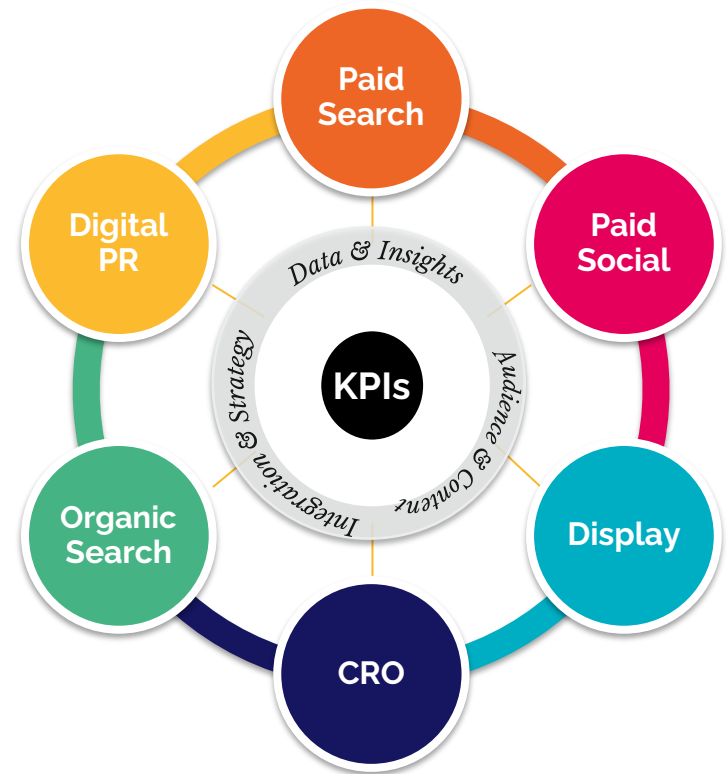 Paid
Search
Digital
PR
Paid
Social
Data & Insights
Integration & Strategy
KPIs
Audience & Content
Organic
Search
Display
CRO